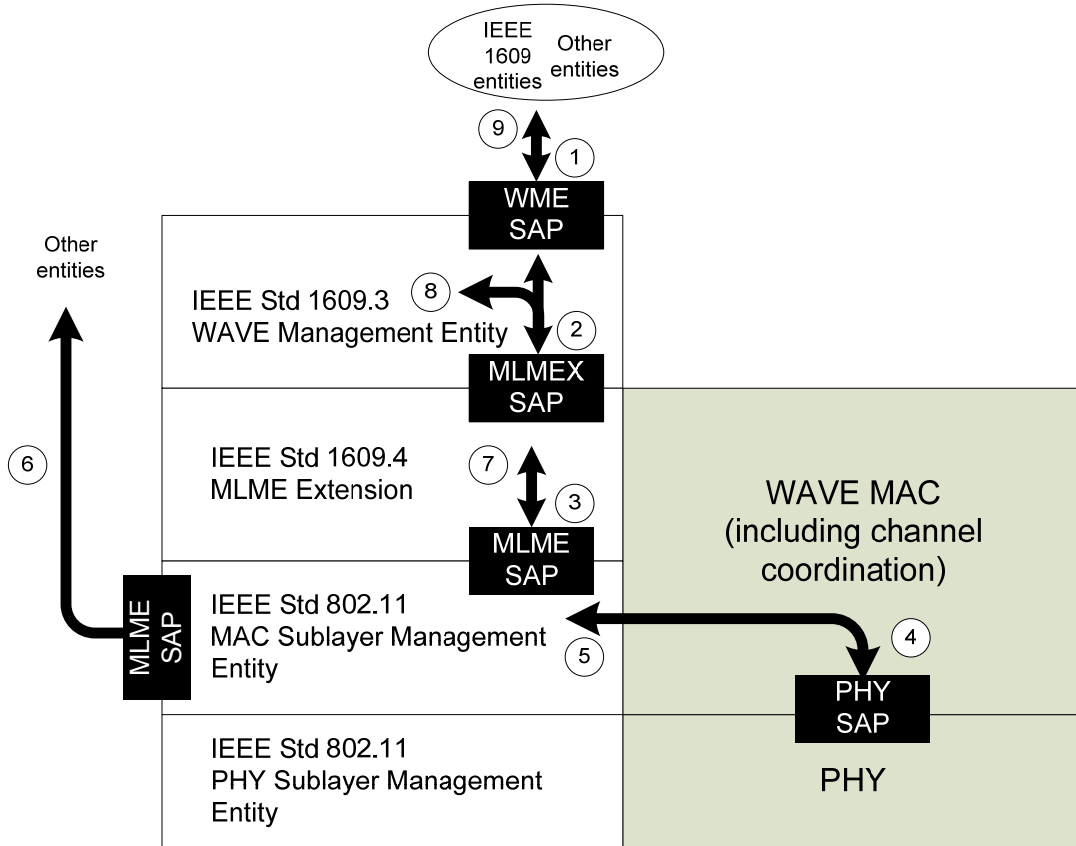 IEEE
1609
entities
Other
entities
9
1
WME
SAP
Other
entities
IEEE Std 1609.3
WAVE Management Entity
8
2
MLMEX
SAP
6
IEEE Std 1609.4
MLME Extension
7
3
MLME
SAP
WAVE MAC
(including channel
coordination)
MLME
SAP
IEEE Std 802.11
MAC Sublayer Management
Entity
5
4
PHY
SAP
IEEE Std 802.11
PHY Sublayer Management
Entity
PHY